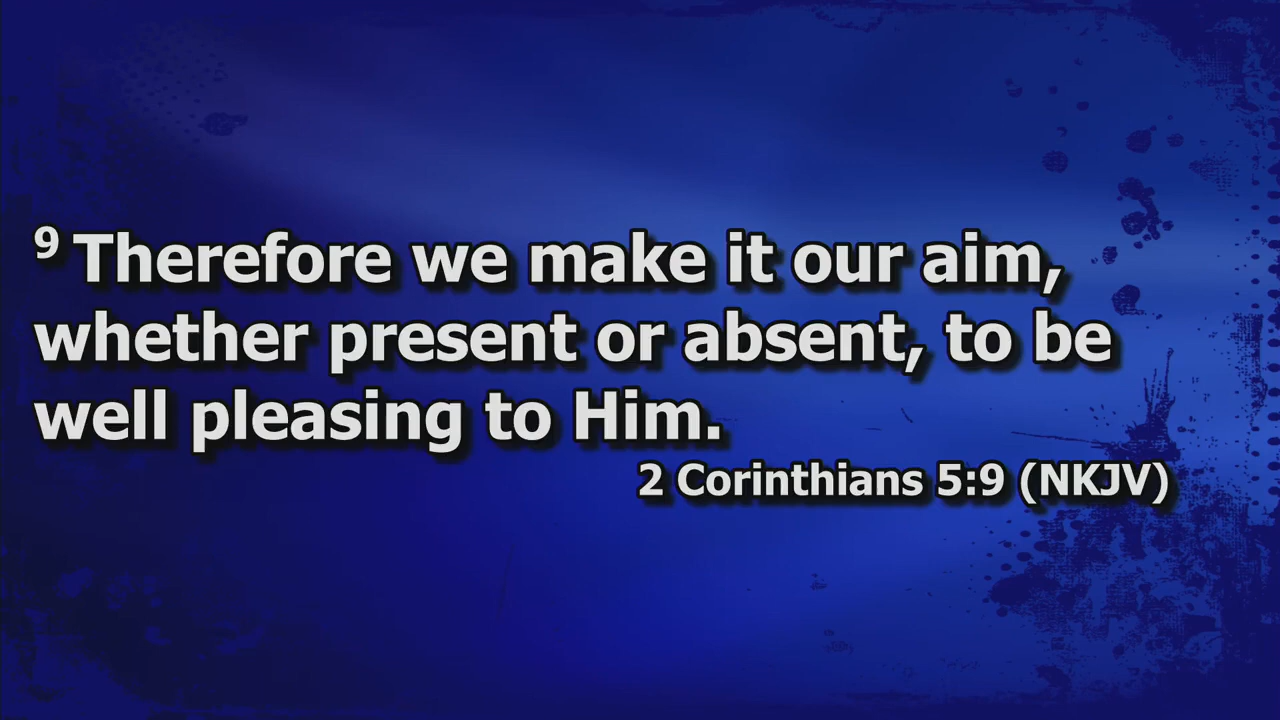 9 Therefore we make it our aim,
whether present or absent, to be
well pleasing to Him.
2 Corinthians 5:9 (NKJV)